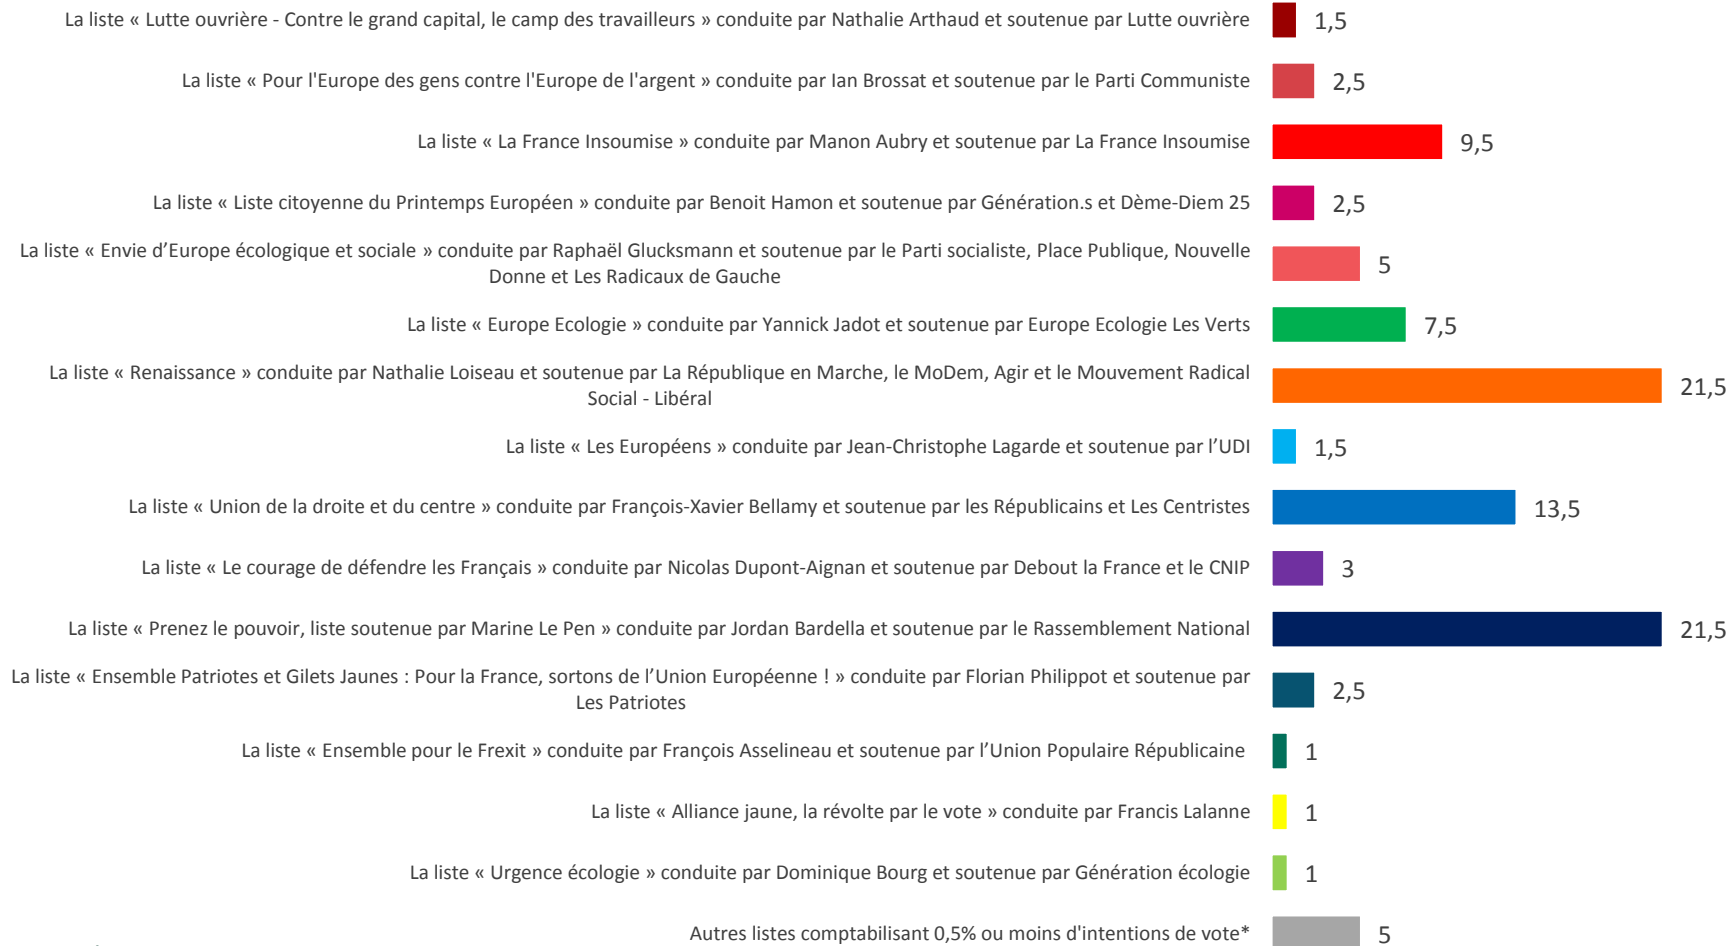 La liste « Lutte ouvrière - Contre le grand capital, le camp des travailleurs » conduite par Nathalie Arthaud et soutenue par Lutte ouvrière 1,5
La liste « Pour l'Europe des gens contre l'Europe de l'argent » conduite par Ian Brossat et soutenue par le Parti Communiste 2,5
La liste « La France Insoumise » conduite par Manon Aubry et soutenue par La France Insoumise 9,5
La liste « Liste citoyenne du Printemps Européen » conduite par Benoit Hamon et soutenue par Génération.s et Dème-Diem 25 2,5
La liste « Envie d’Europe écologique et sociale » conduite par Raphaël Glucksmann et soutenue par le Parti socialiste, Place Publique, Nouvelle
Donne et Les Radicaux de Gauche 5
La liste « Europe Ecologie » conduite par Yannick Jadot et soutenue par Europe Ecologie Les Verts 7,5
La liste « Renaissance » conduite par Nathalie Loiseau et soutenue par La République en Marche, le MoDem, Agir et le Mouvement Radical
Social - Libéral 21,5
La liste « Les Européens » conduite par Jean-Christophe Lagarde et soutenue par l’UDI 1,5
La liste « Union de la droite et du centre » conduite par François-Xavier Bellamy et soutenue par les Républicains et Les Centristes 13,5
La liste « Le courage de défendre les Français » conduite par Nicolas Dupont-Aignan et soutenue par Debout la France et le CNIP 3
La liste « Prenez le pouvoir, liste soutenue par Marine Le Pen » conduite par Jordan Bardella et soutenue par le Rassemblement National 21,5
La liste « Ensemble Patriotes et Gilets Jaunes : Pour la France, sortons de l’Union Européenne ! » conduite par Florian Philippot et soutenue par
Les Patriotes 2,5
La liste « Ensemble pour le Frexit » conduite par François Asselineau et soutenue par l’Union Populaire Républicaine 1
La liste « Alliance jaune, la révolte par le vote » conduite par Francis Lalanne 1
La liste « Urgence écologie » conduite par Dominique Bourg et soutenue par Génération écologie 1
Autres listes comptabilisant 0,5% ou moins d'intentions de vote* 5